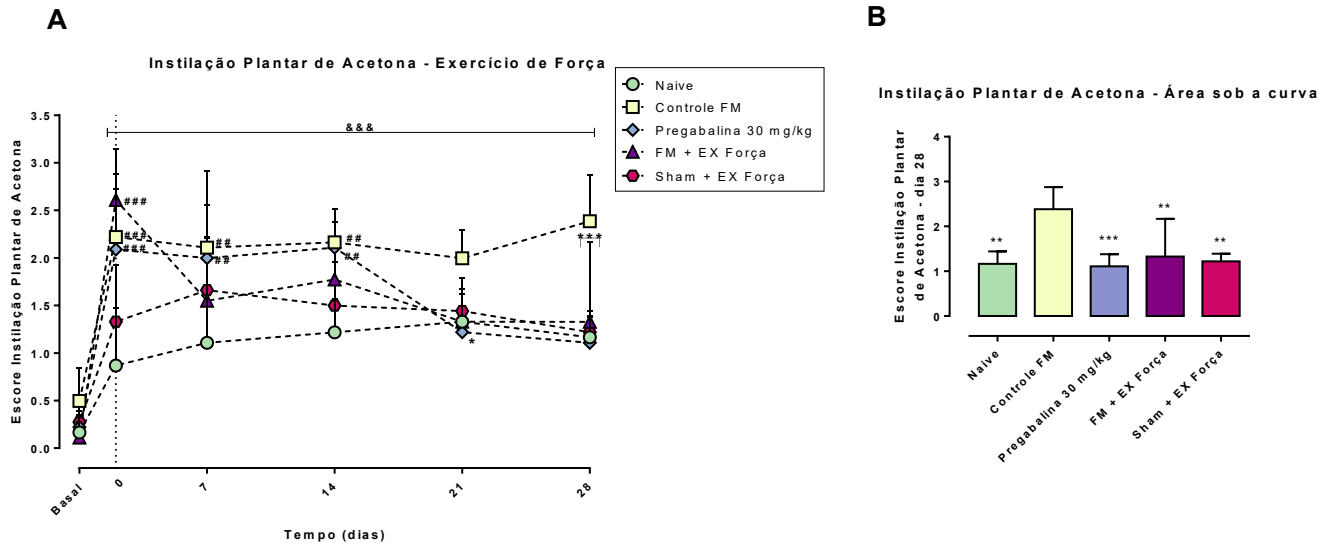 A
Instilação Plantar de Acetona - Exercício de Força
Naive
Controle FM
Pregabalina 30 mg/kg
FM + EX Força
Sham + EX Força
Escore Instilação Plantar de Acetona
3.5
3.0
2.5
2.0
1.5
1.0
0.5
0.0
&&&
###
###
###
##
##
##
##
*
***
Basal
0
7
14
21
28
Tempo (dias)
B
Instilação Plantar de Acetona - Área sob a curva
Escore Instilação Plantar
de Acetona - dia 28
4
3
2
1
0
**
***
**
**
Naive
Controle FM
Pregabalina 30 mg/kg
FM + EX Força
Sham + EX Força